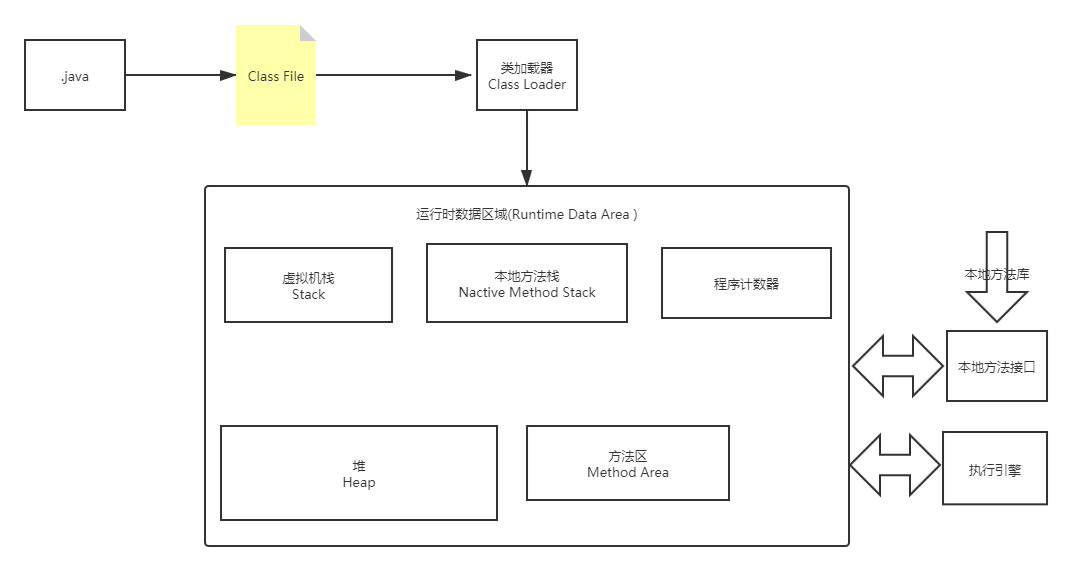 .java
Class File
类加载器
Class Loader
运行时数据区域(Runtime Data Area )
虚拟机栈
Stack
本地方法栈
Nactive Method Stack
程序计数器
本地方法库
本地方法接口
堆
Heap
方法区
Method Area
执行引擎